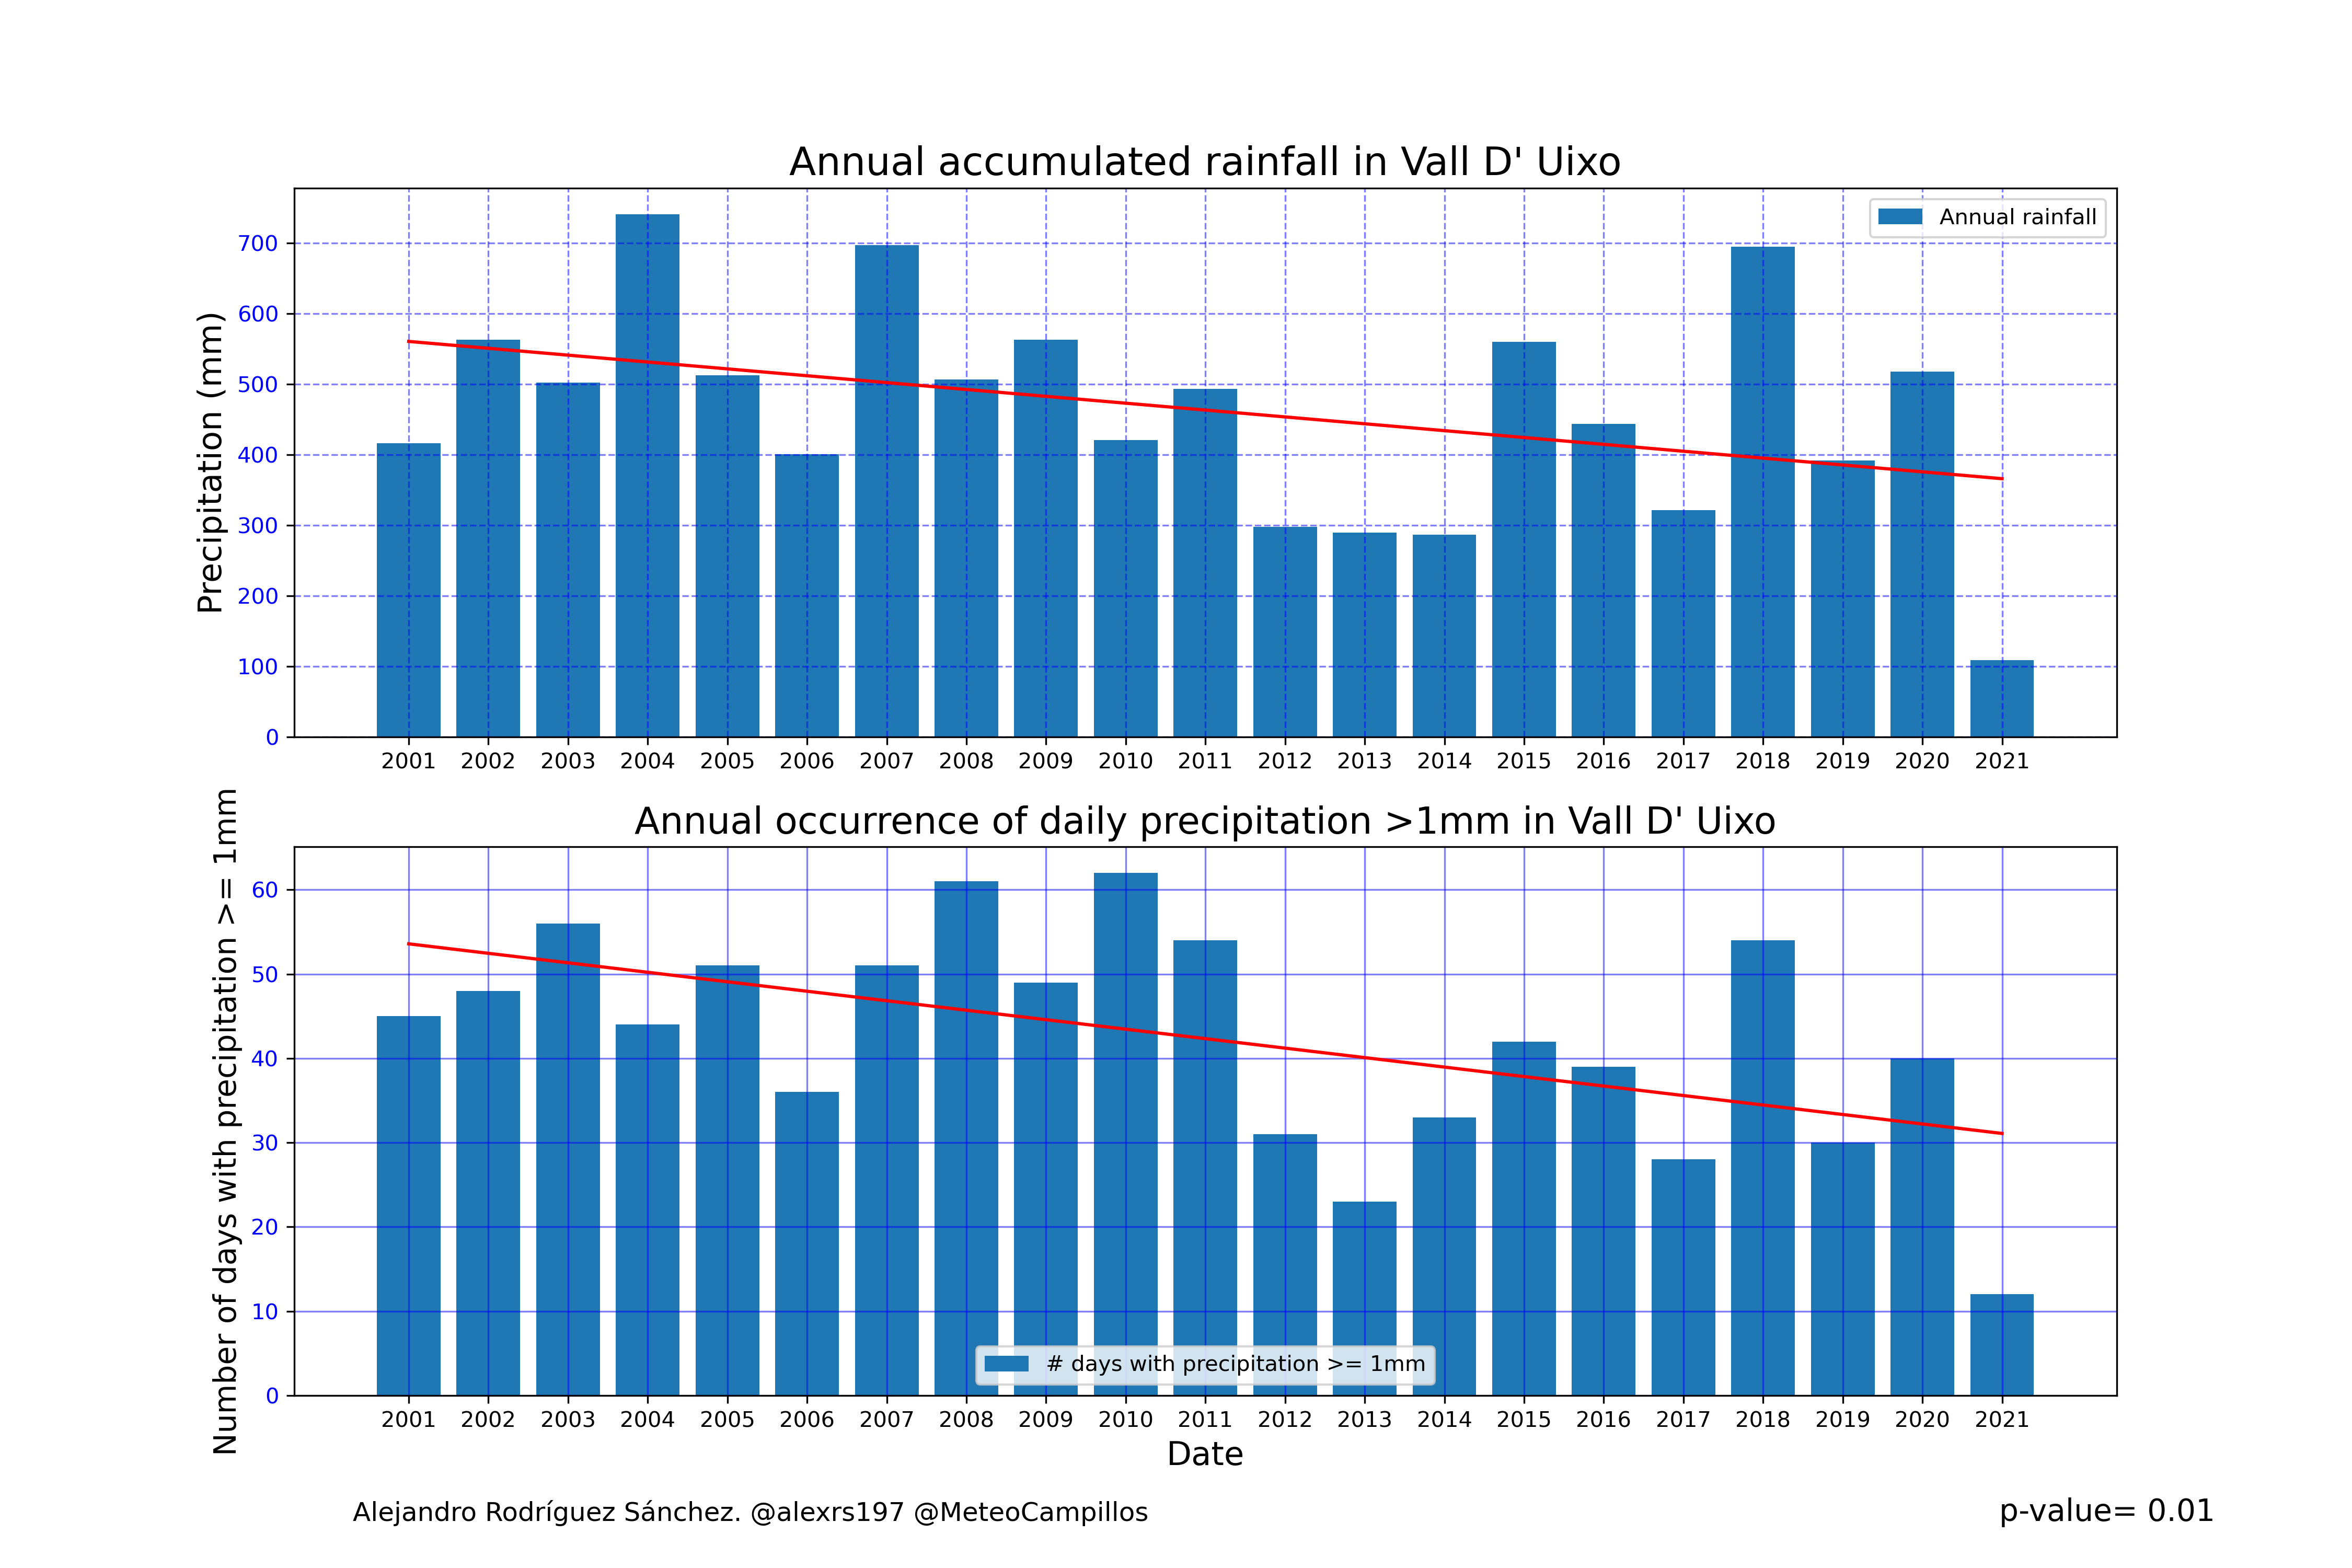 Annual accumulated rainfall in Vall D' Uixo
Precipitation (mm)
700
600
500
400
300
200
100
0
Annual rainfall
2001 2002 2003 2004 2005 2006 2007 2008 2009 2010 2011 2012 2013 2014 2015 2016 2017 2018 2019 2020 2021
Annual occurrence of daily precipitation >1mm in Vall D' Uixo
Number of days with precipitation >= 1mm
60
50
40
30
20
10
0
# days with precipitation >= 1mm
2001 2002 2003 2004 2005 2006 2007 2008 2009 2010 2011 2012 2013 2014 2015 2016 2017 2018 2019 2020 2021
Date
Alejandro Rodríguez Sánchez. @alexrs197 @MeteoCampillos
p-value= 0.01